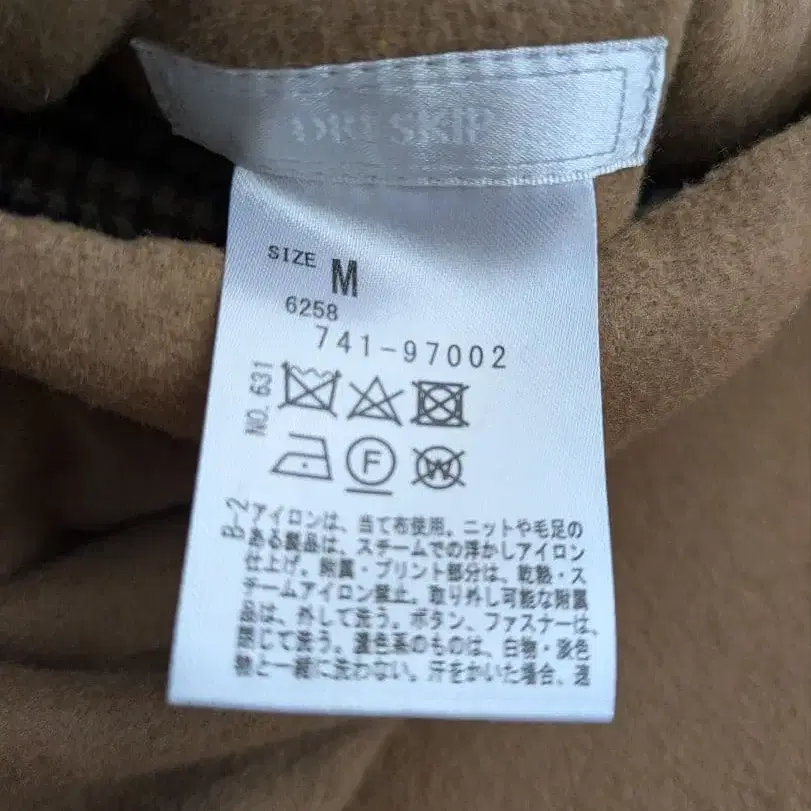 SKIP
SIZE M
6258
741-97002
NO. 631
F
W
B-2
アイロンは、当て布使用。ニットや毛足の
ある製品は、スチームでの浮かしアイロン
仕上げ。附属・プリント部分は、乾熱・ス
チームアイロン禁止。取り外し可能な附属
品は、外して洗う。ボタン、ファスナーは、
閉じて洗う。濃色系のものは、白物・淡色
物と一緒に洗わない。汗をかいた場合、速